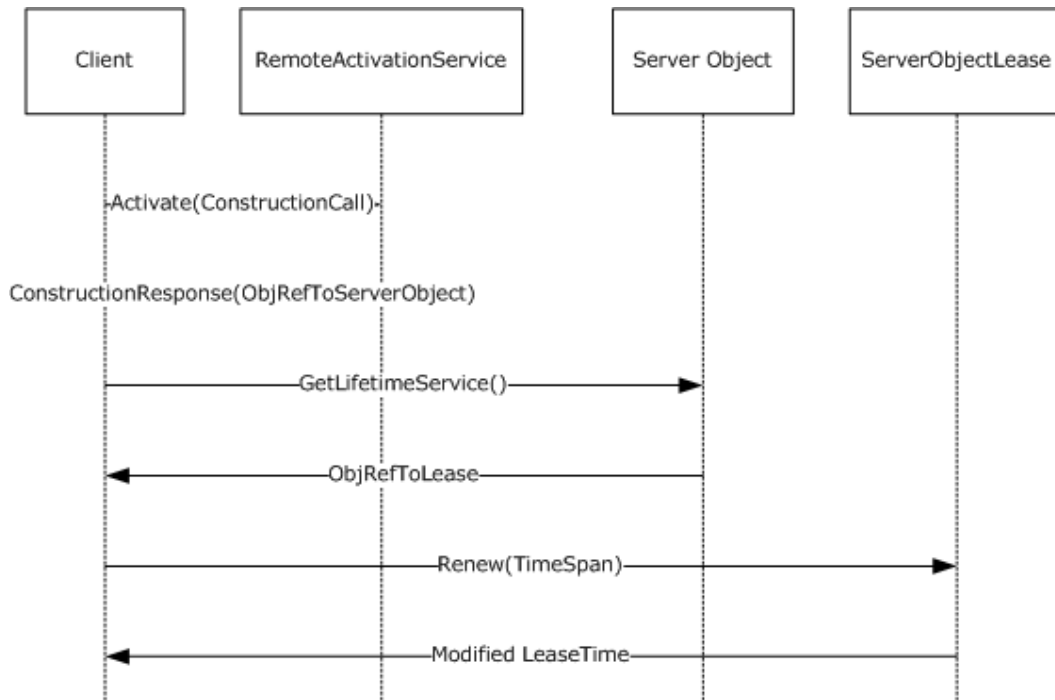 Client
RemoteActivationService
Server Object
ServerObjectLease
Activate(ConstructionCall)
ConstructionResponse(ObjRefToServerObject)
GetLifetimeService()
ObjRefToLease
Renew(TimeSpan)
Modified LeaseTime